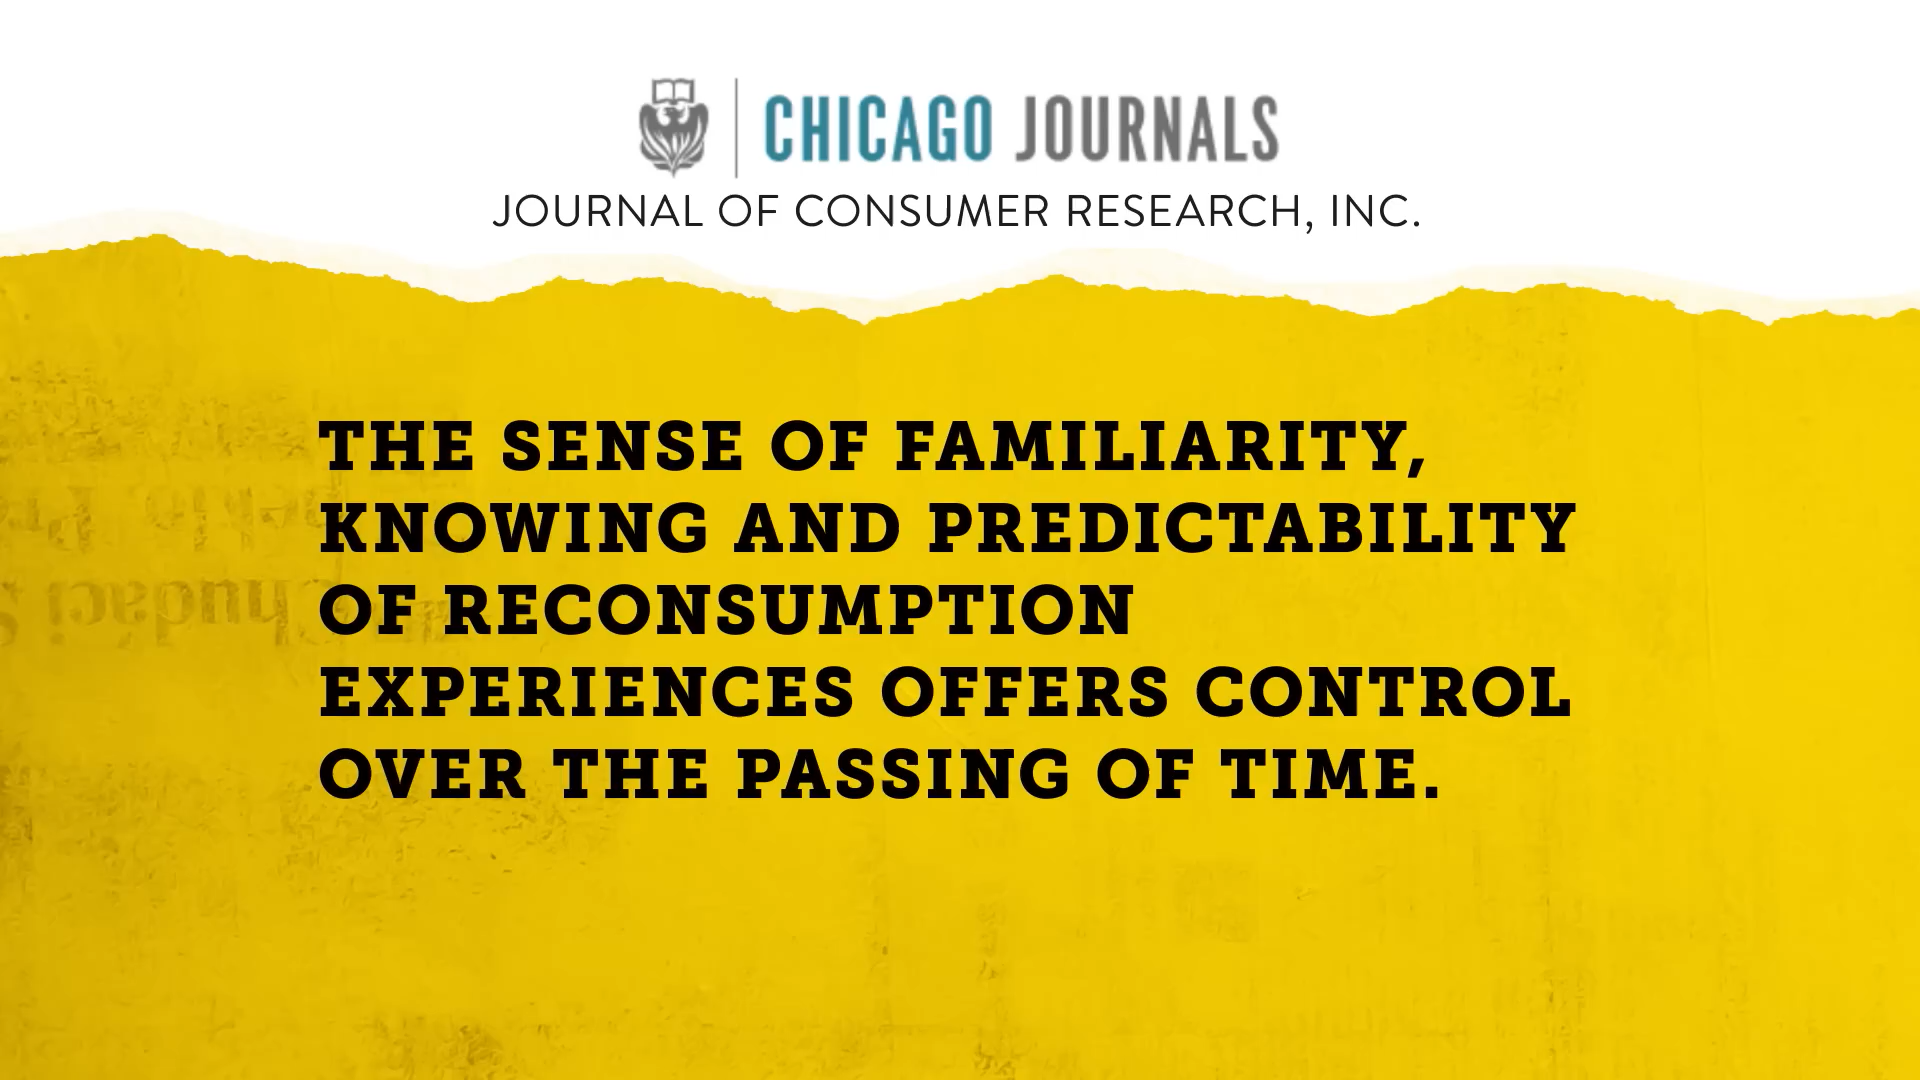 CHICAGO JOURNALS
JOURNAL OF CONSUMER RESEARCH, INC.
THE SENSE OF FAMILIARITY,
KNOWING AND PREDICTABILITY
OF RECONSUMPTION
EXPERIENCES OFFERS CONTROL
OVER THE PASSING OF TIME.